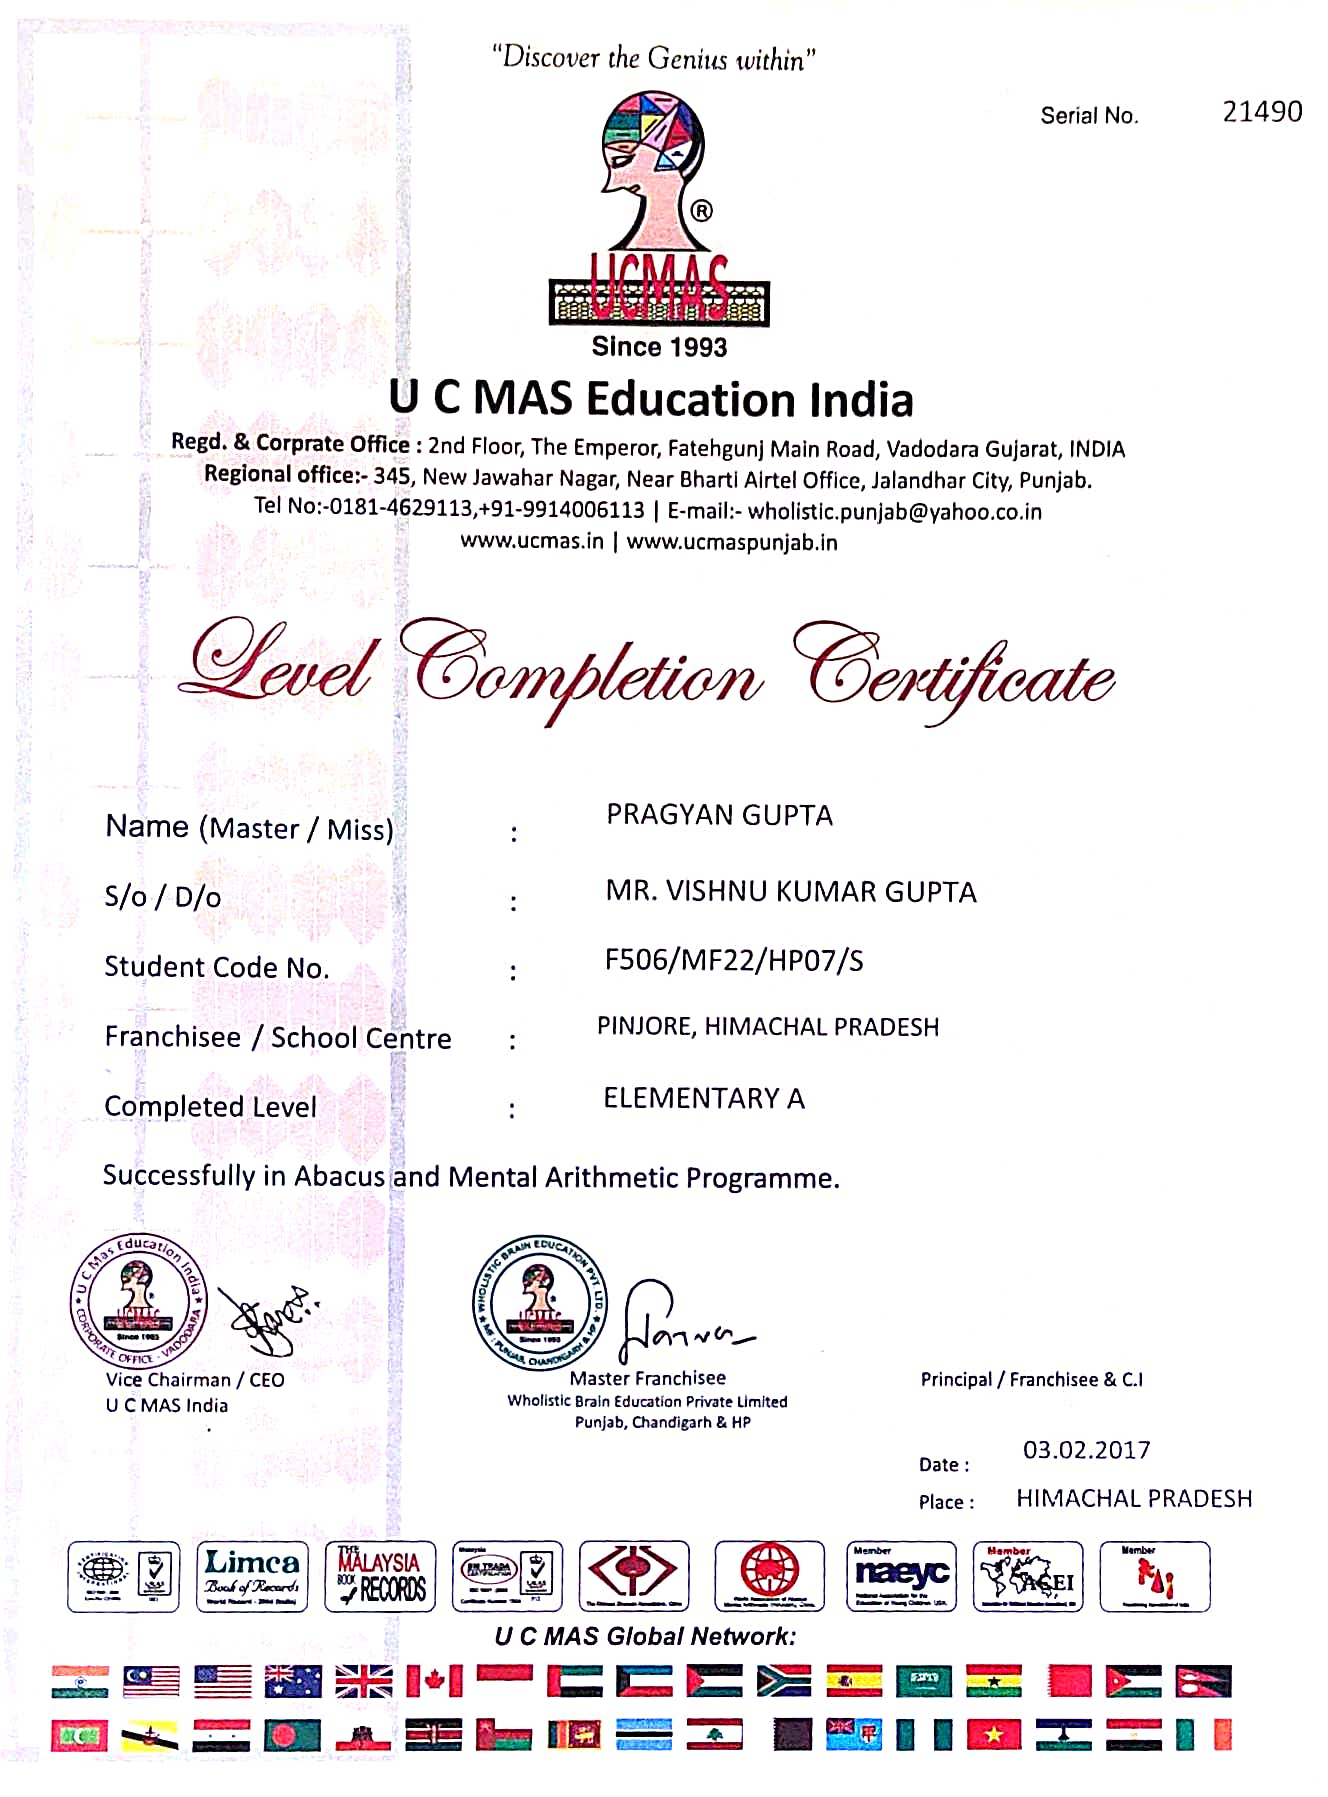 "Discover the Genius within"
Serial No. 21490
®
UCMAS
Since 1993
U C MAS Education India
Regd. & Corprate Office : 2nd Floor, The Emperor, Fatehgunj Main Road, Vadodara Gujarat, INDIA
Regional office:- 345, New Jawahar Nagar, Near Bharti Airtel Office, Jalandhar City, Punjab.
Tel No:-0181-4629113,+91-9914006113 | E-mail:- wholistic.punjab@yahoo.co.in
www.ucmas.in | www.ucmaspunjab.in
Level Completion Certificate
Name (Master / Miss) : PRAGYAN GUPTA
S/o / D/o : MR. VISHNU KUMAR GUPTA
Student Code No. : F506/MF22/HP07/S
Franchisee / School Centre : PINJORE, HIMACHAL PRADESH
Completed Level : ELEMENTARY A
Successfully in Abacus and Mental Arithmetic Programme.
U C Mas Education India
UCMAS
Since 1993
CORPORATE OFFICE - VADODARA
WHOLISTIC BRAIN EDUCATION PVT. LTD.
UCMAS
Since 1993
MF : PUNJAB, CHANDIGARH & HP
Vice Chairman / CEO
U C MAS India
Master Franchisee
Wholistic Brain Education Private Limited
Punjab, Chandigarh & HP
Principal / Franchisee & C.I
Date : 03.02.2017
Place : HIMACHAL PRADESH
Limca
Book of Records
THE
MALAYSIA
BOOK
of RECORDS
Malaysia
Member
naeyc
Member
ACEI
Member
U C MAS Global Network: